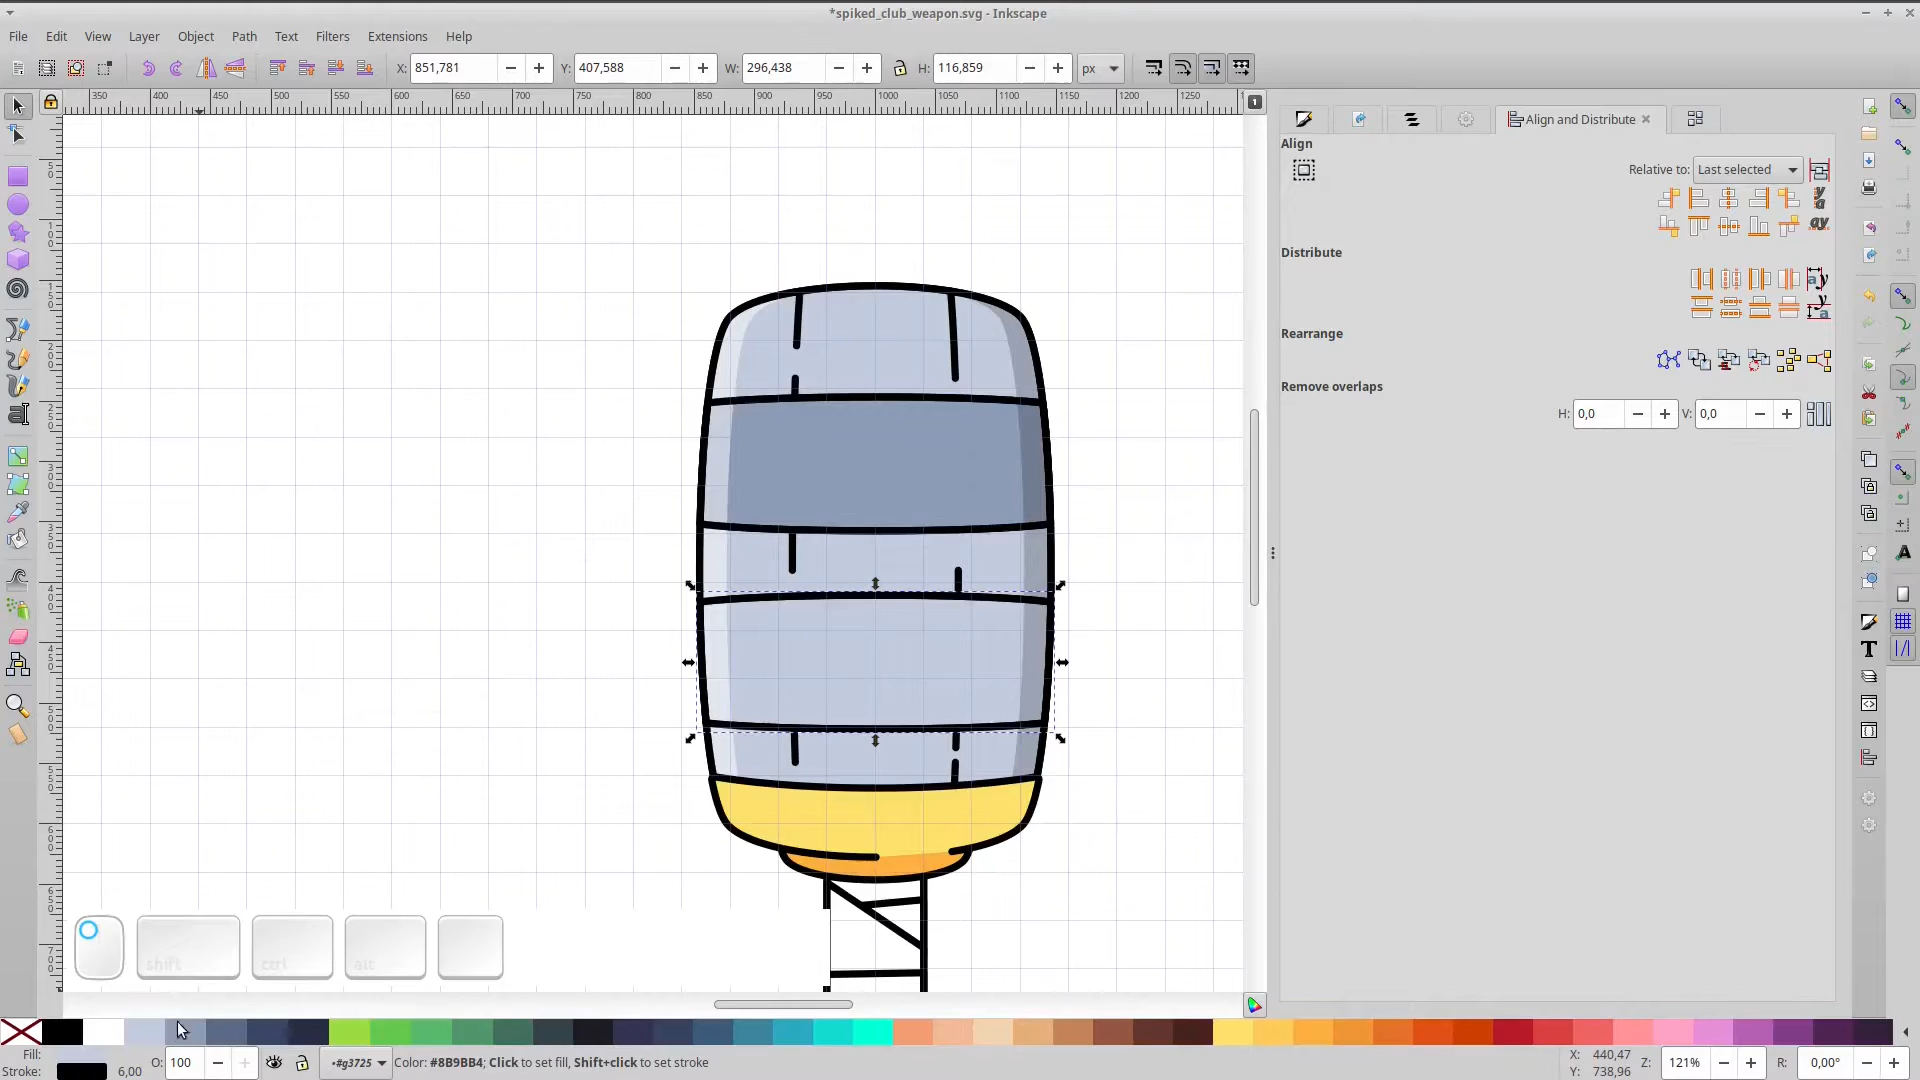 *spiked_club_weapon.svg - Inkscape
File Edit View Layer Object Path Text Filters Extensions Help
X: 851,781 Y: 407,588 W: 296,438 H: 116,859 px
350 400 450 500 550 600 650 700 750 800 850 900 950 1000 1050 1100 1150 1200 1250
1
Align and Distribute
Align
Relative to: Last selected
Distribute
Rearrange
Remove overlaps
H: 0,0 V: 0,0
shift ctrl alt
Fill:
Stroke: 6,00
O: 100
•#g3725
Color: #8B9BB4; Click to set fill, Shift+click to set stroke
X: 440,47
Y: 738,96
Z: 121%
R: 0,00°